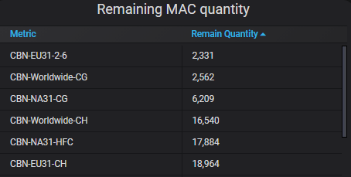 Remaining MAC quantity
Metric Remain Quantity
CBN-EU31-2-6 2,331
CBN-Worldwide-CG 2,562
CBN-NA31-CG 6,209
CBN-Worldwide-CH 16,540
CBN-NA31-HFC 17,884
CBN-EU31-CH 18,964